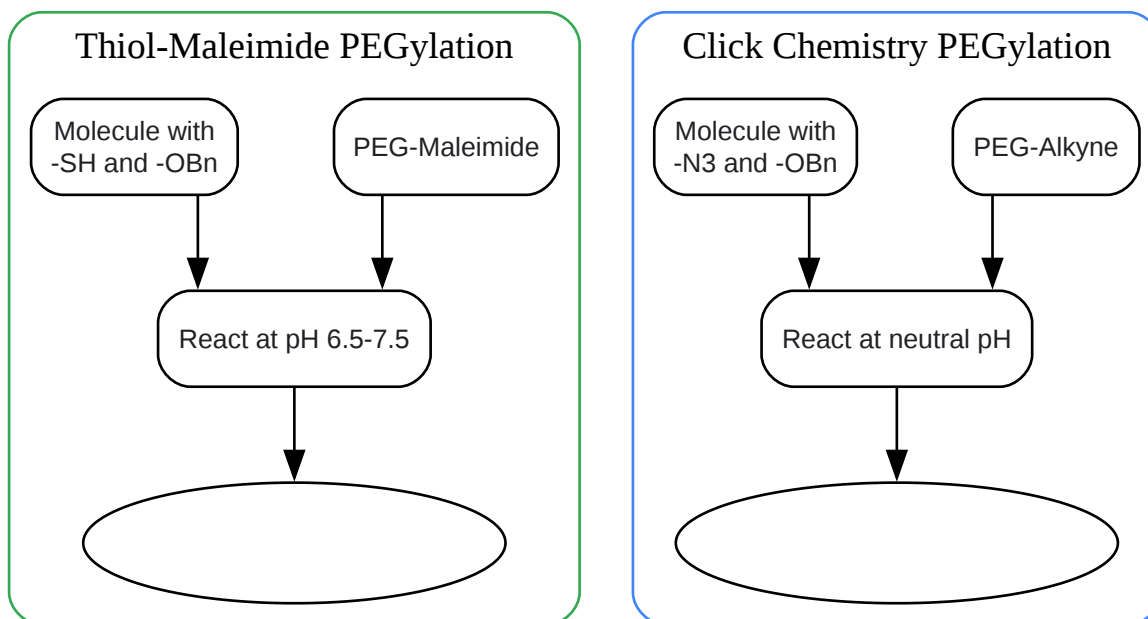 Thiol-Maleimide PEGylation
Molecule with
-SH and -OBn
PEG-Maleimide
React at pH 6.5-7.5
Click Chemistry PEGylation
Molecule with
-N3 and -OBn
PEG-Alkyne
React at neutral pH